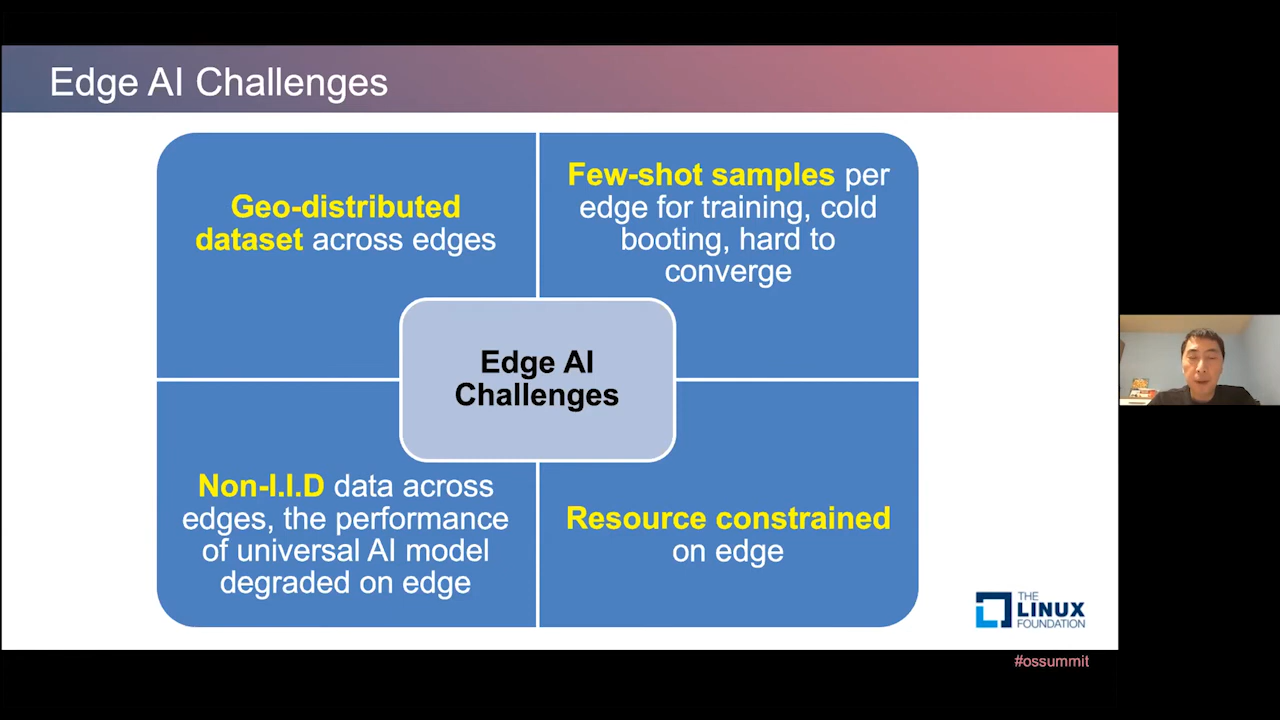 Edge AI Challenges
Geo-distributed
dataset across edges
Few-shot samples per
edge for training, cold
booting, hard to
converge
Edge AI
Challenges
Non-I.I.D data across
edges, the performance
of universal AI model
degraded on edge
Resource constrained
on edge
THE
LINUX
FOUNDATION
#ossummit